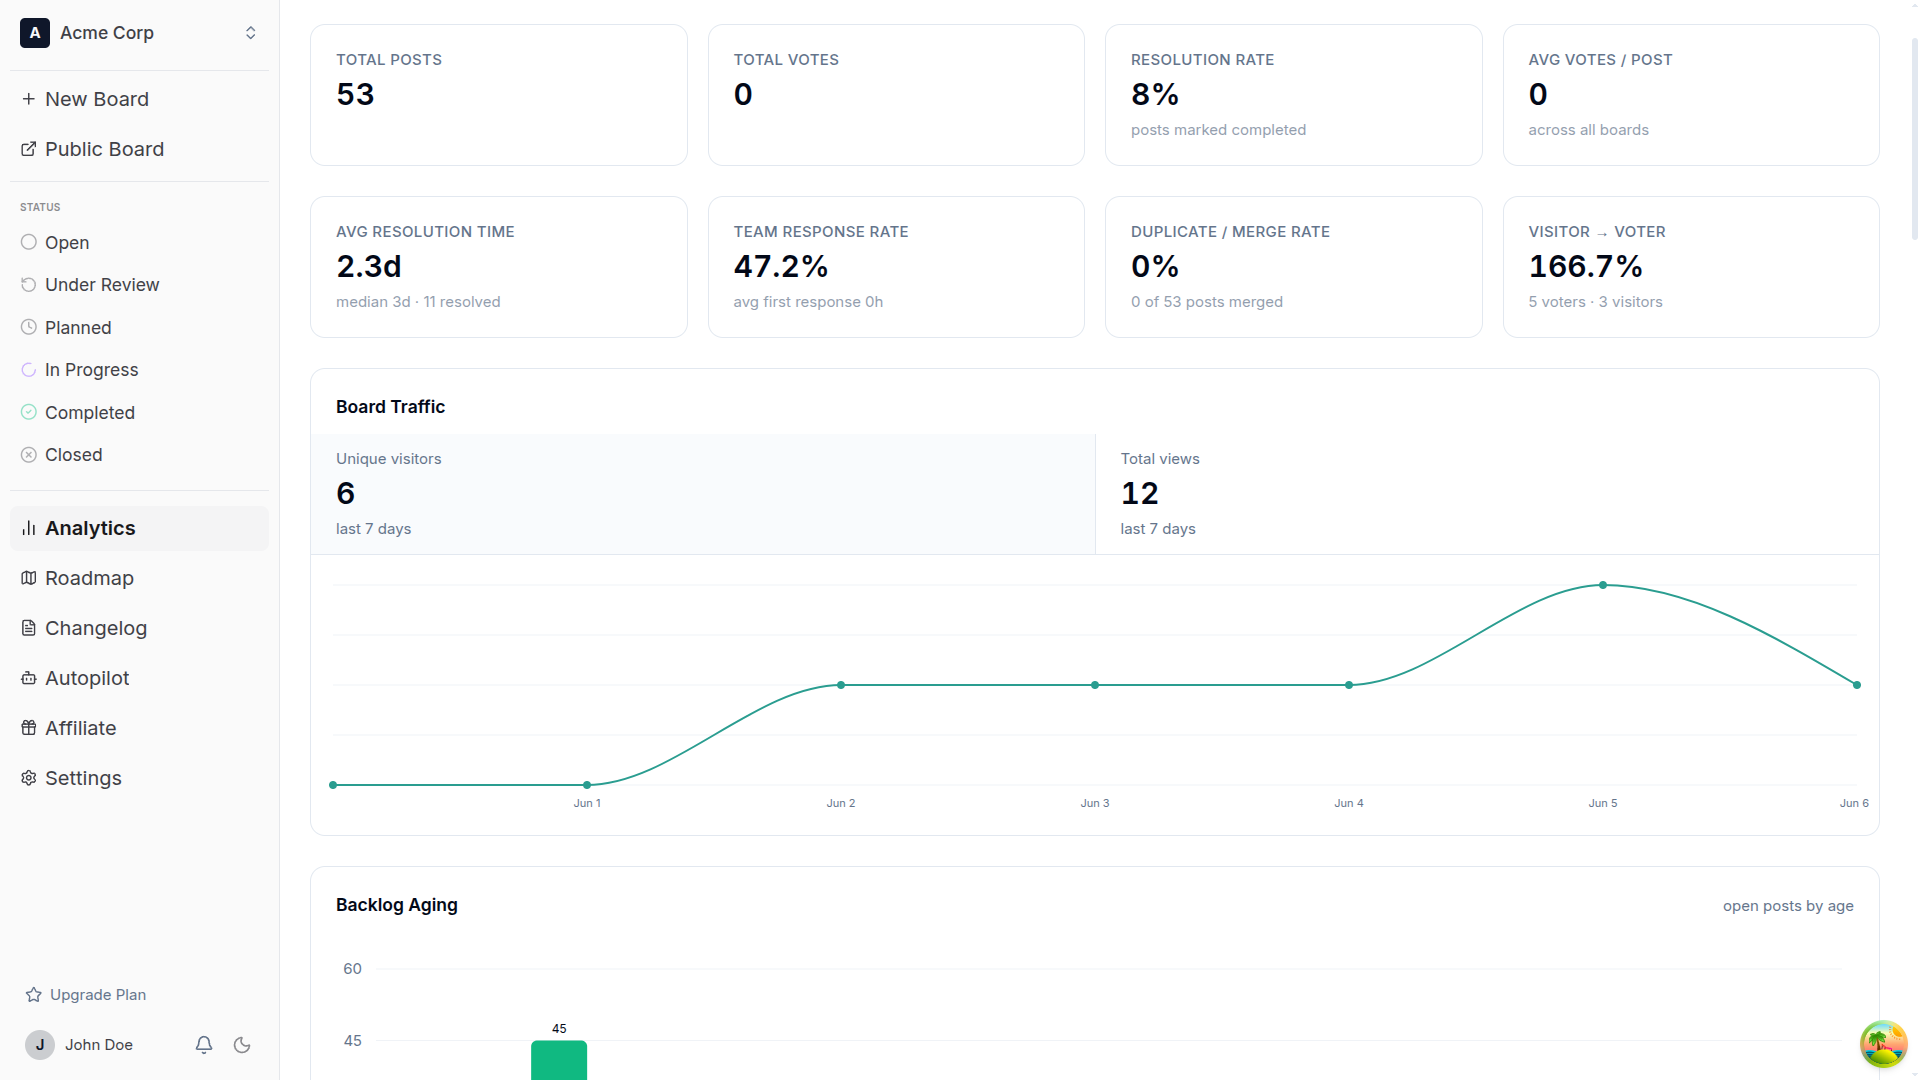 A Acme Corp
New Board
Public Board
STATUS
Open
Under Review
Planned
In Progress
Completed
Closed
Analytics
Roadmap
Changelog
Autopilot
Affiliate
Settings
Upgrade Plan
J John Doe
TOTAL POSTS
53
TOTAL VOTES
0
RESOLUTION RATE
8%
posts marked completed
AVG VOTES / POST
0
across all boards
AVG RESOLUTION TIME
2.3d
median 3d · 11 resolved
TEAM RESPONSE RATE
47.2%
avg first response 0h
DUPLICATE / MERGE RATE
0%
0 of 53 posts merged
VISITOR → VOTER
166.7%
5 voters · 3 visitors
Board Traffic
Unique visitors
6
last 7 days
Total views
12
last 7 days
Jun 1 Jun 2 Jun 3 Jun 4 Jun 5 Jun 6
Backlog Aging
open posts by age
60
45
45